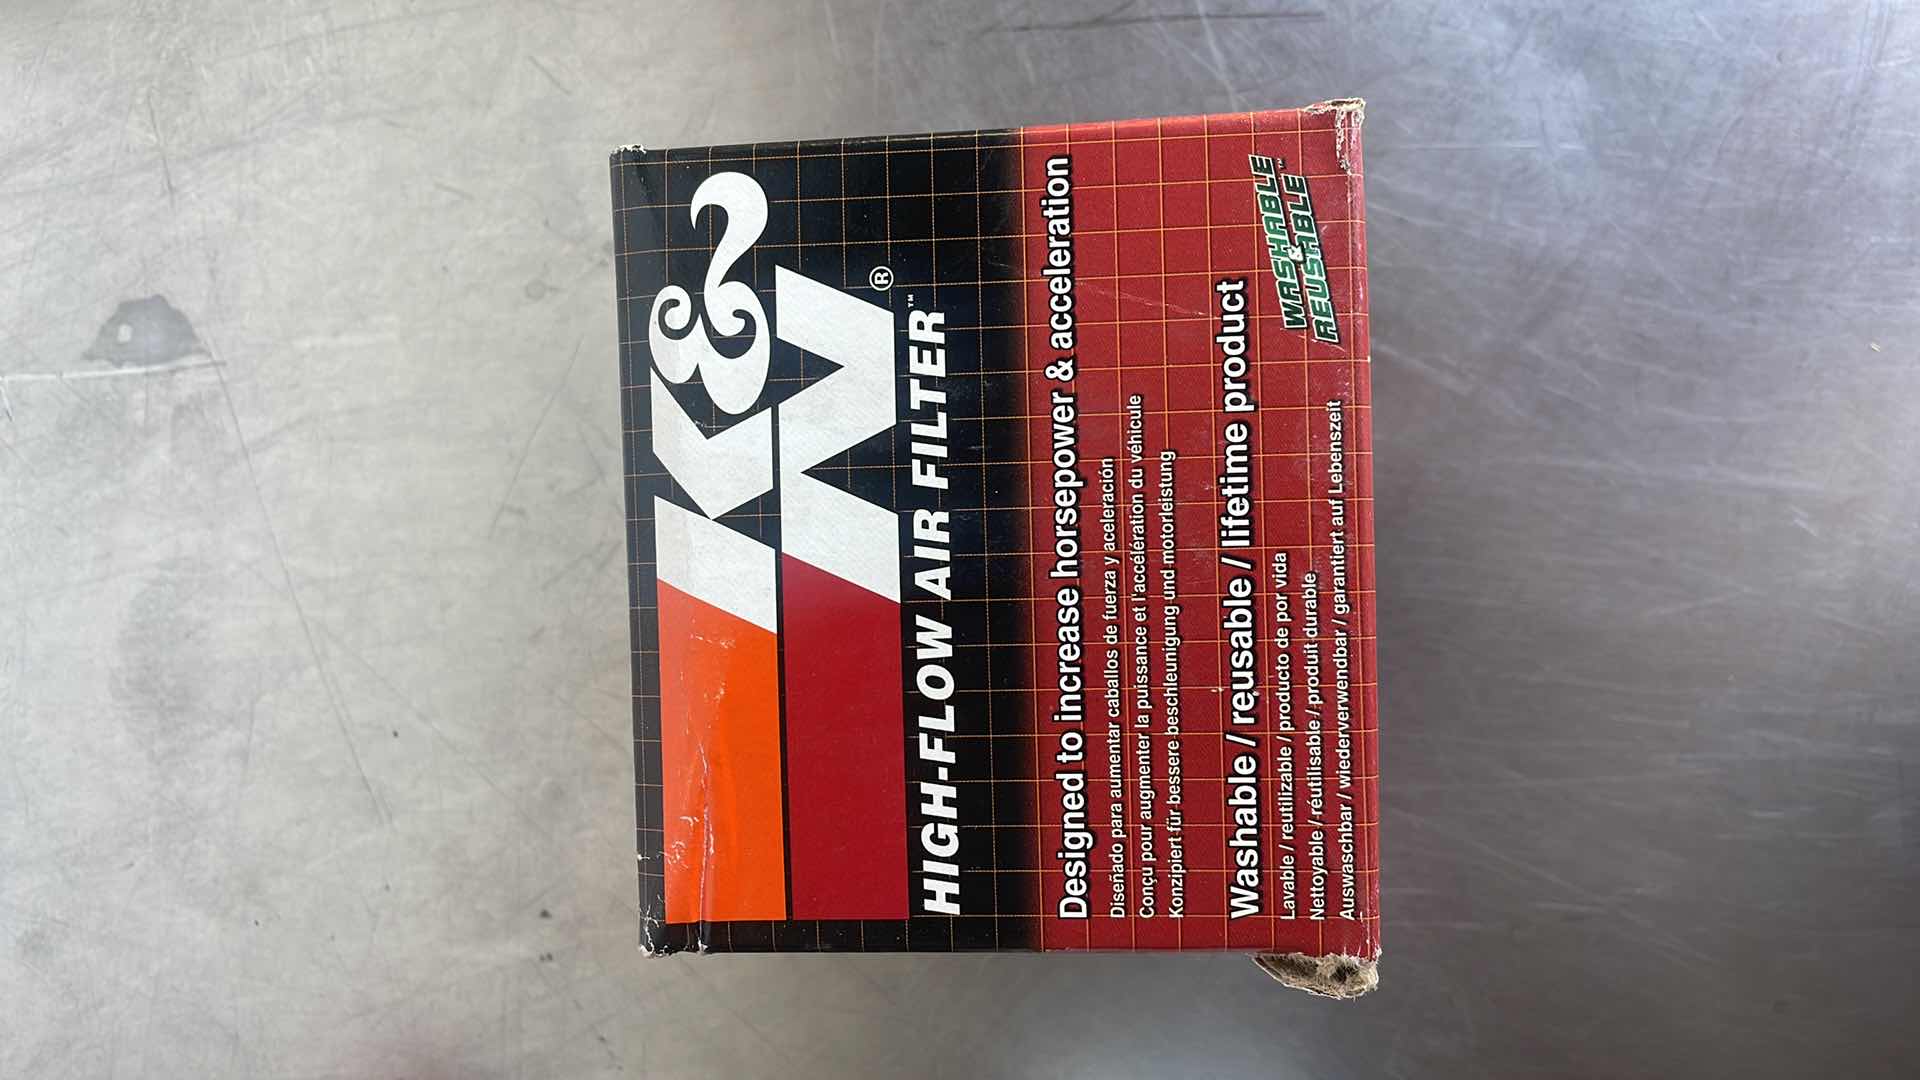 K&N®
HIGH-FLOW AIR FILTER™
Designed to increase horsepower & acceleration
Diseñado para aumentar caballos de fuerza y aceleración
Conçu pour augmenter la puissance et l'accélération du véhicule
Konzipiert für bessere beschleunigung und motorleistung
Washable / reusable / lifetime product
Lavable / reutilizable / producto de por vida
Nettoyable / réutilisable / produit durable
Auswaschbar / wiederverwendbar / garantiert auf Lebenszeit
WASHABLE
&
REUSABLE™